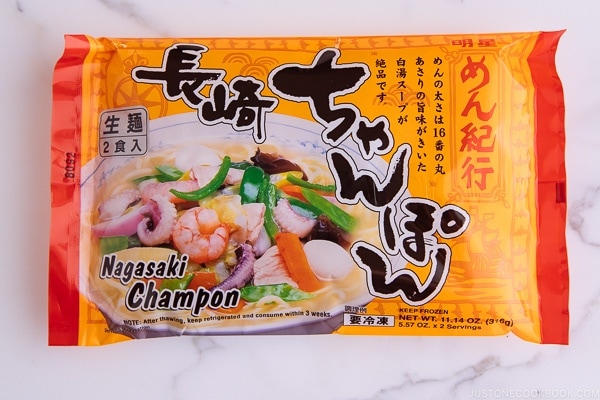 明星
めん紀行
長崎
ちゃんぽん
めんの太さは16番の丸
あさりの旨味がきいた
白湯スープが
絶品です。
生麺
2食入
Nagasaki
Champon
NOTE: After thawing, keep refrigerated and consume within 3 weeks.
調理例
要冷凍
KEEP FROZEN
NET WT. 11.14 OZ. (316g)
5.57 OZ. x 2 Servings
JUSTONECOOKBOOK.COM